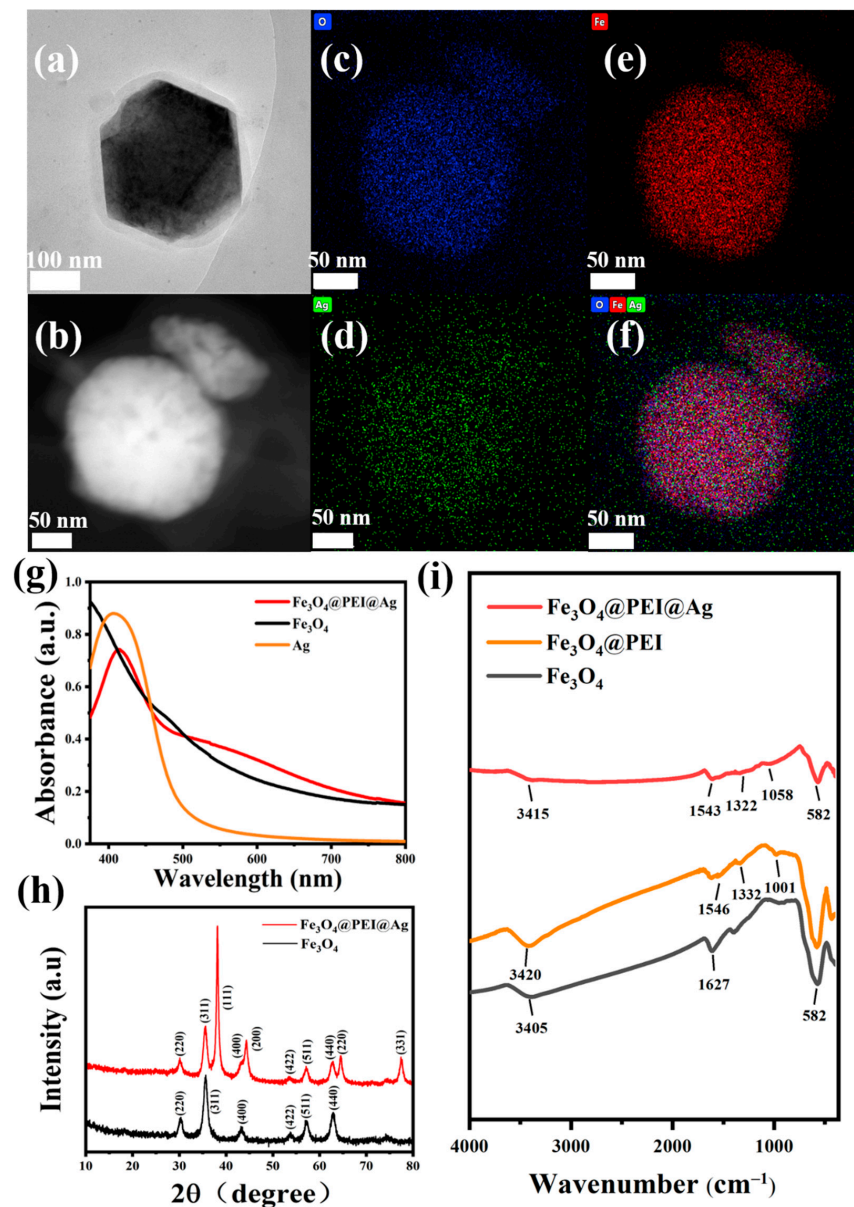 (a)
100 nm
O
(c)
50 nm
Fe
(e)
50 nm
(b)
50 nm
Ag
(d)
50 nm
O Fe Ag
(f)
50 nm
(g)
Absorbance (a.u.)
1.0
0.8
0.6
0.4
0.2
0.0
Fe₃O₄@PEI@Ag
Fe₃O₄
Ag
400 500 600 700 800
Wavelength (nm)
(h)
Intensity (a.u)
Fe₃O₄@PEI@Ag
Fe₃O₄
(220) (311) (111) (400) (200) (422) (511) (440) (220) (331)
(220) (311) (400) (422) (511) (440)
10 20 30 40 50 60 70 80
2θ（degree）
(i)
Fe₃O₄@PEI@Ag
Fe₃O₄@PEI
Fe₃O₄
3415 1543 1322 1058 582
3420 1546 1332 1001
3405 1627 582
4000 3000 2000 1000
Wavenumber (cm⁻¹)